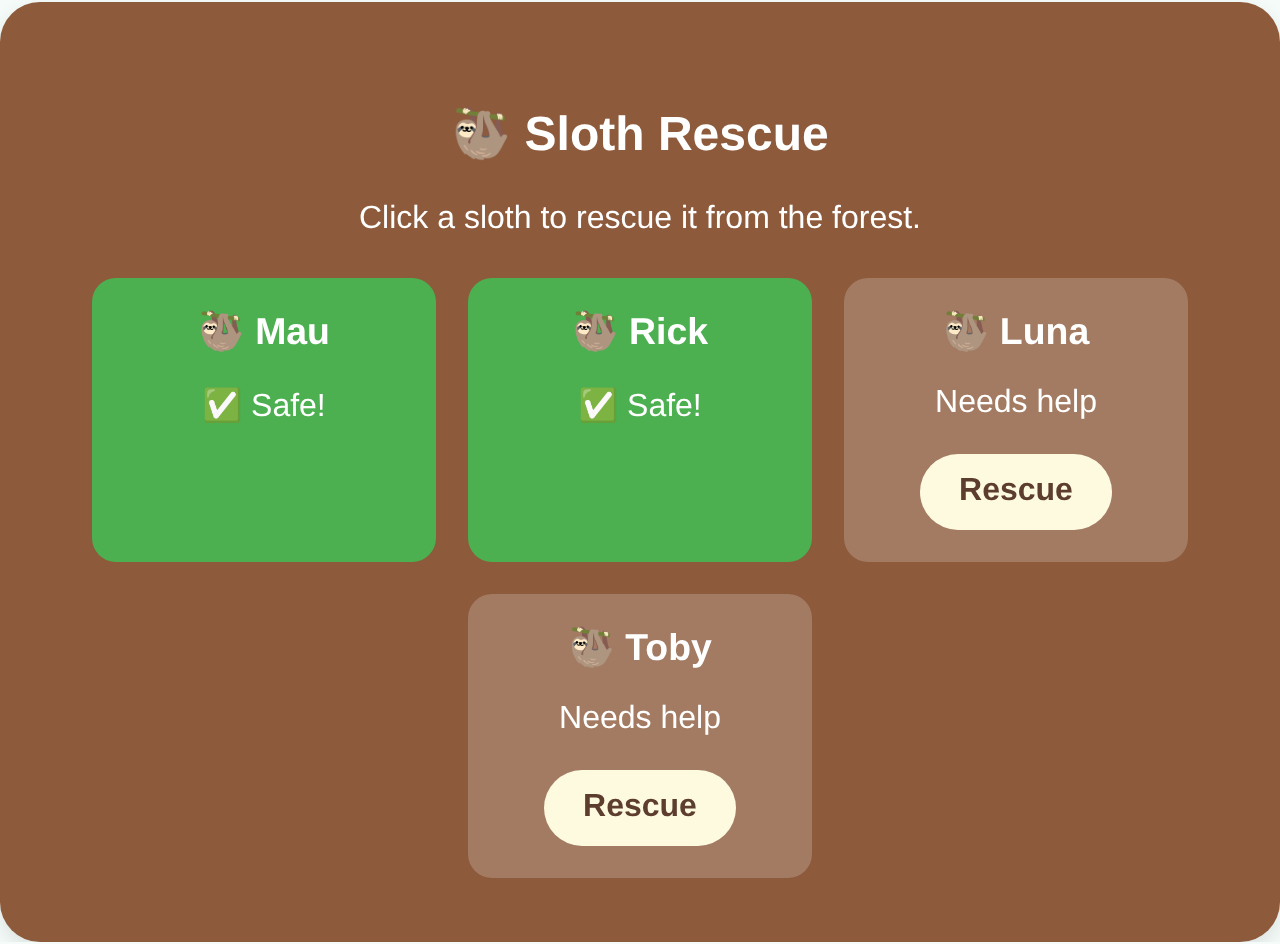 🦥 Sloth Rescue
Click a sloth to rescue it from the forest.
🦥 Mau
✅ Safe!
🦥 Rick
✅ Safe!
🦥 Luna
Needs help
Rescue
🦥 Toby
Needs help
Rescue